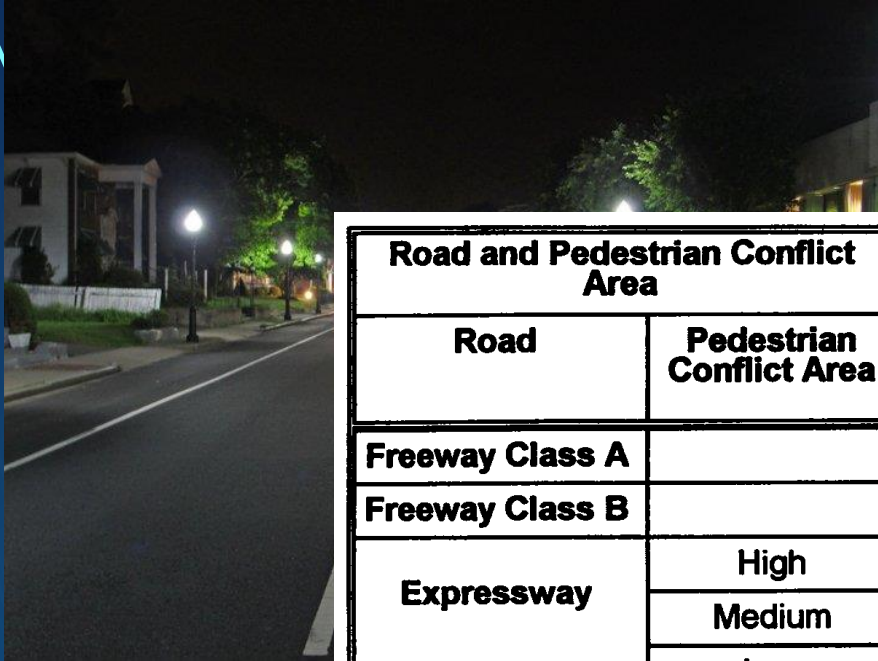 Road and Pedestrian Conflict
Area
Road
Pedestrian
Conflict Area
Freeway Class A
Freeway Class B
Expressway
High
Medium